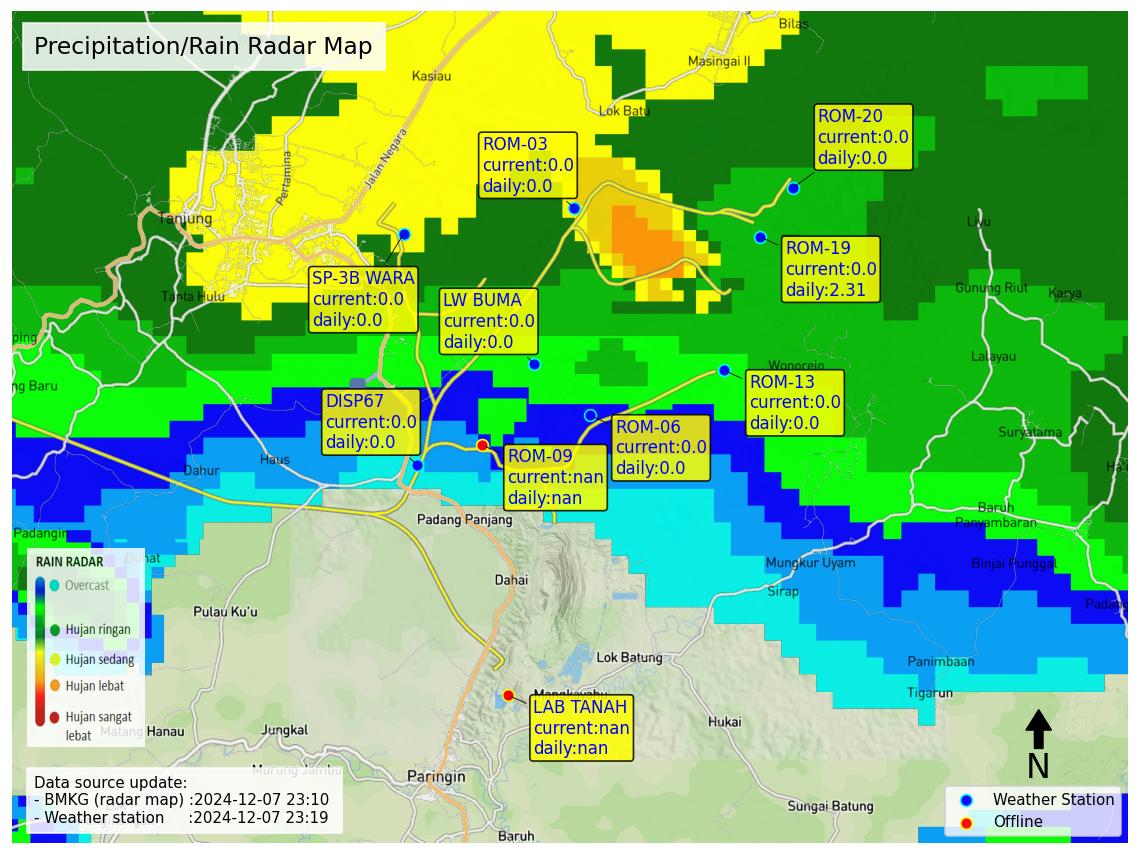 Precipitation/Rain Radar Map
Bilas
Masingai II
Kasiau
Lok Batu
Jalan Negara
Pertamina
Tanjung
Tanta Hulu
ROM-20
current:0.0
daily:0.0
ROM-03
current:0.0
daily:0.0
ROM-19
current:0.0
daily:2.31
SP-3B WARA
current:0.0
daily:0.0
LW BUMA
current:0.0
daily:0.0
Liyu
Gunung Riut
Karya
Lalayau
Wonorejo
ping
ng Baru
ROM-13
current:0.0
daily:0.0
DISP67
current:0.0
daily:0.0
ROM-06
current:0.0
daily:0.0
ROM-09
current:nan
daily:nan
Suryatama
Ha
Dahur
Haus
Baruh
Panyambaran
Padang Panjang
Padangin
Mungkur Uyam
Binjai Punggal
Dahai
Sirap
Padang
Pulau Ku'u
Lok Batung
Panimbaan
Tigarun
RAIN RADAR
Overcast
Hujan ringan
Hujan sedang
Hujan lebat
Hujan sangat
lebat
LAB TANAH
current:nan
daily:nan
Hukai
Matang Hanau
Jungkal
Murung Jambu
Paringin
Sungai Batung
Baruh
N
Data source update:
- BMKG (radar map) :2024-12-07 23:10
- Weather station :2024-12-07 23:19
Weather Station
Offline